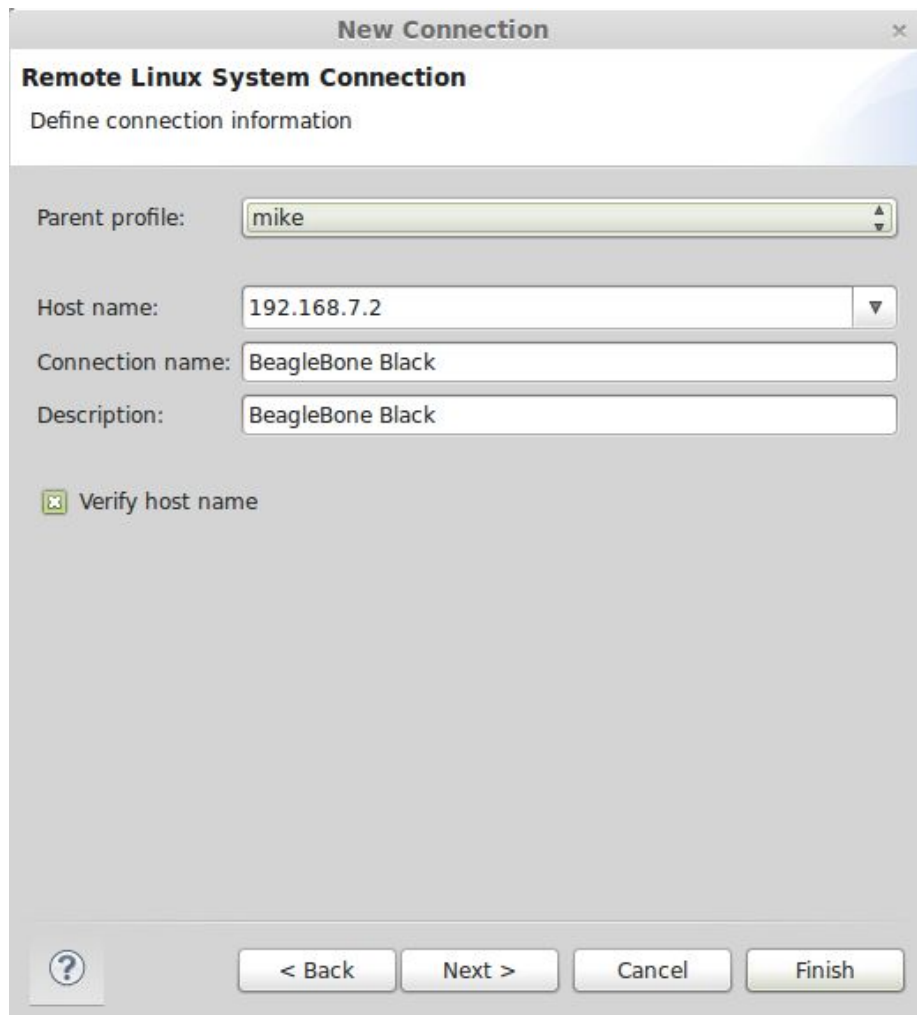 New Connection
Remote Linux System Connection
Define connection information
Parent profile: mike
Host name: 192.168.7.2
Connection name: BeagleBone Black
Description: BeagleBone Black
Verify host name
? < Back Next > Cancel Finish